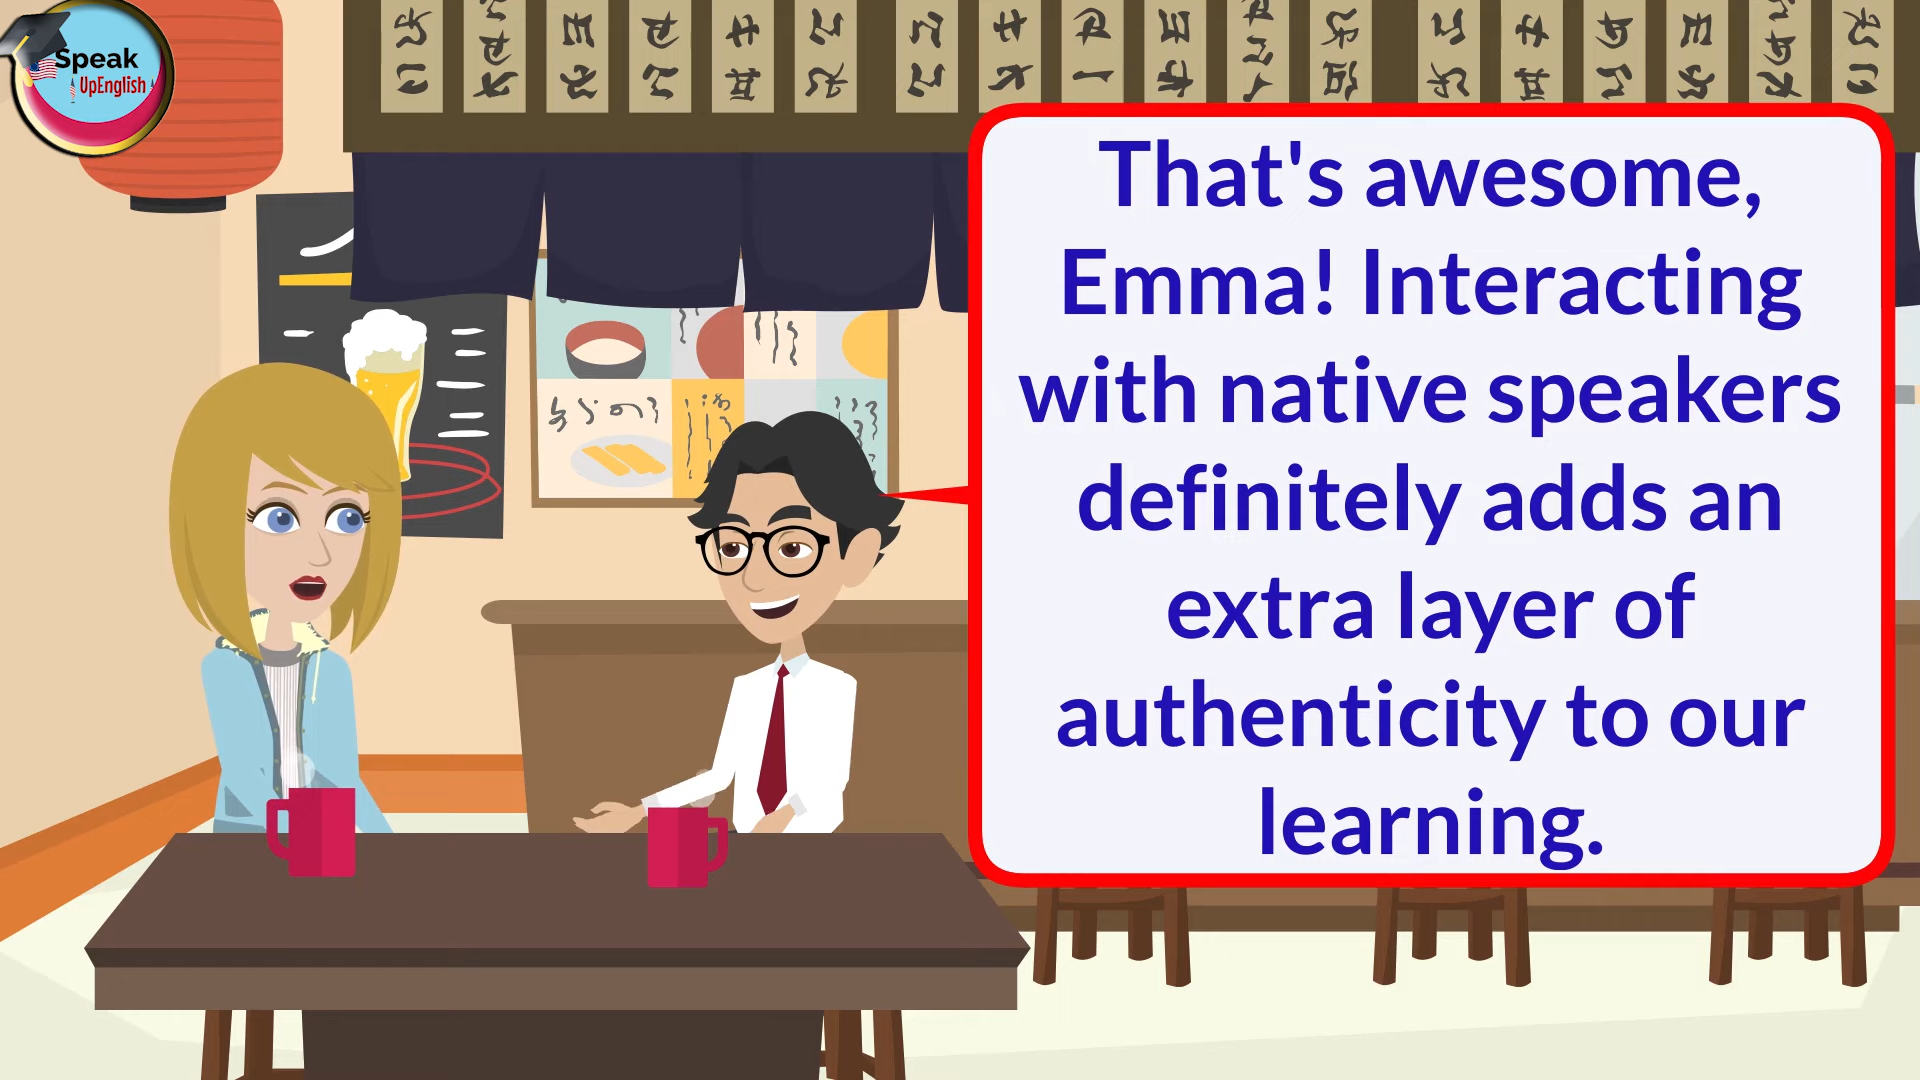 Speak
UpEnglish
That's awesome,
Emma! Interacting
with native speakers
definitely adds an
extra layer of
authenticity to our
learning.